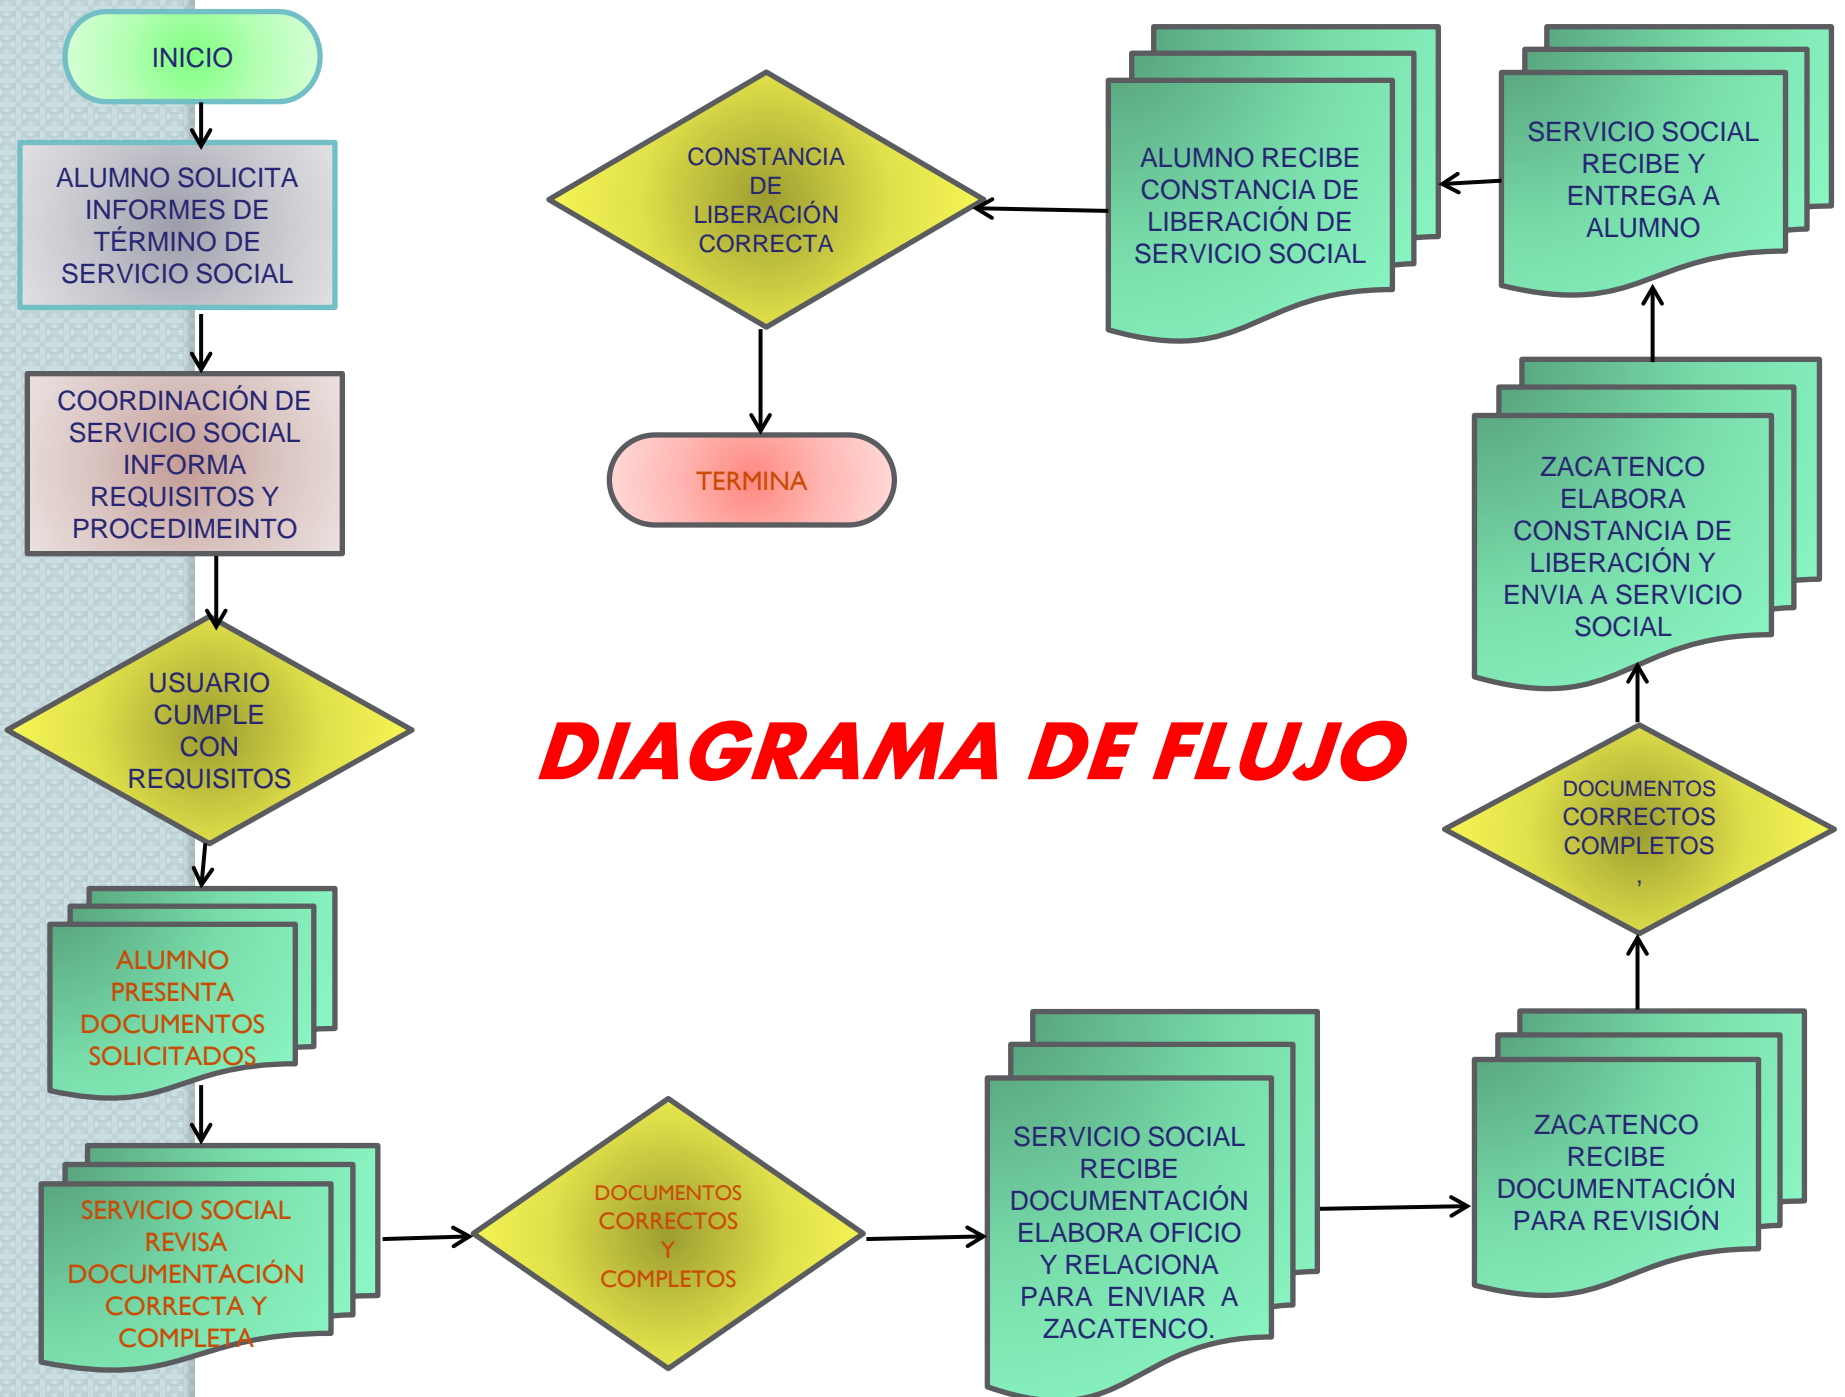 INICIO
ALUMNO SOLICITA
INFORMES DE
TÉRMINO DE
SERVICIO SOCIAL
COORDINACIÓN DE
SERVICIO SOCIAL
INFORMA
REQUISITOS Y
PROCEDIMEINTO
USUARIO
CUMPLE
CON
REQUISITOS
ALUMNO
PRESENTA
DOCUMENTOS
SOLICITADOS
SERVICIO SOCIAL
REVISA
DOCUMENTACIÓN
CORRECTA Y
COMPLETA
DOCUMENTOS
CORRECTOS
Y
COMPLETOS
SERVICIO SOCIAL
RECIBE
DOCUMENTACIÓN
ELABORA OFICIO
Y RELACIONA
PARA ENVIAR A
ZACATENCO.
ZACATENCO
RECIBE
DOCUMENTACIÓN
PARA REVISIÓN
DOCUMENTOS
CORRECTOS
COMPLETOS
,
ZACATENCO
ELABORA
CONSTANCIA DE
LIBERACIÓN Y
ENVIA A SERVICIO
SOCIAL
SERVICIO SOCIAL
RECIBE Y
ENTREGA A
ALUMNO
ALUMNO RECIBE
CONSTANCIA DE
LIBERACIÓN DE
SERVICIO SOCIAL
CONSTANCIA
DE
LIBERACIÓN
CORRECTA
TERMINA
DIAGRAMA DE FLUJO